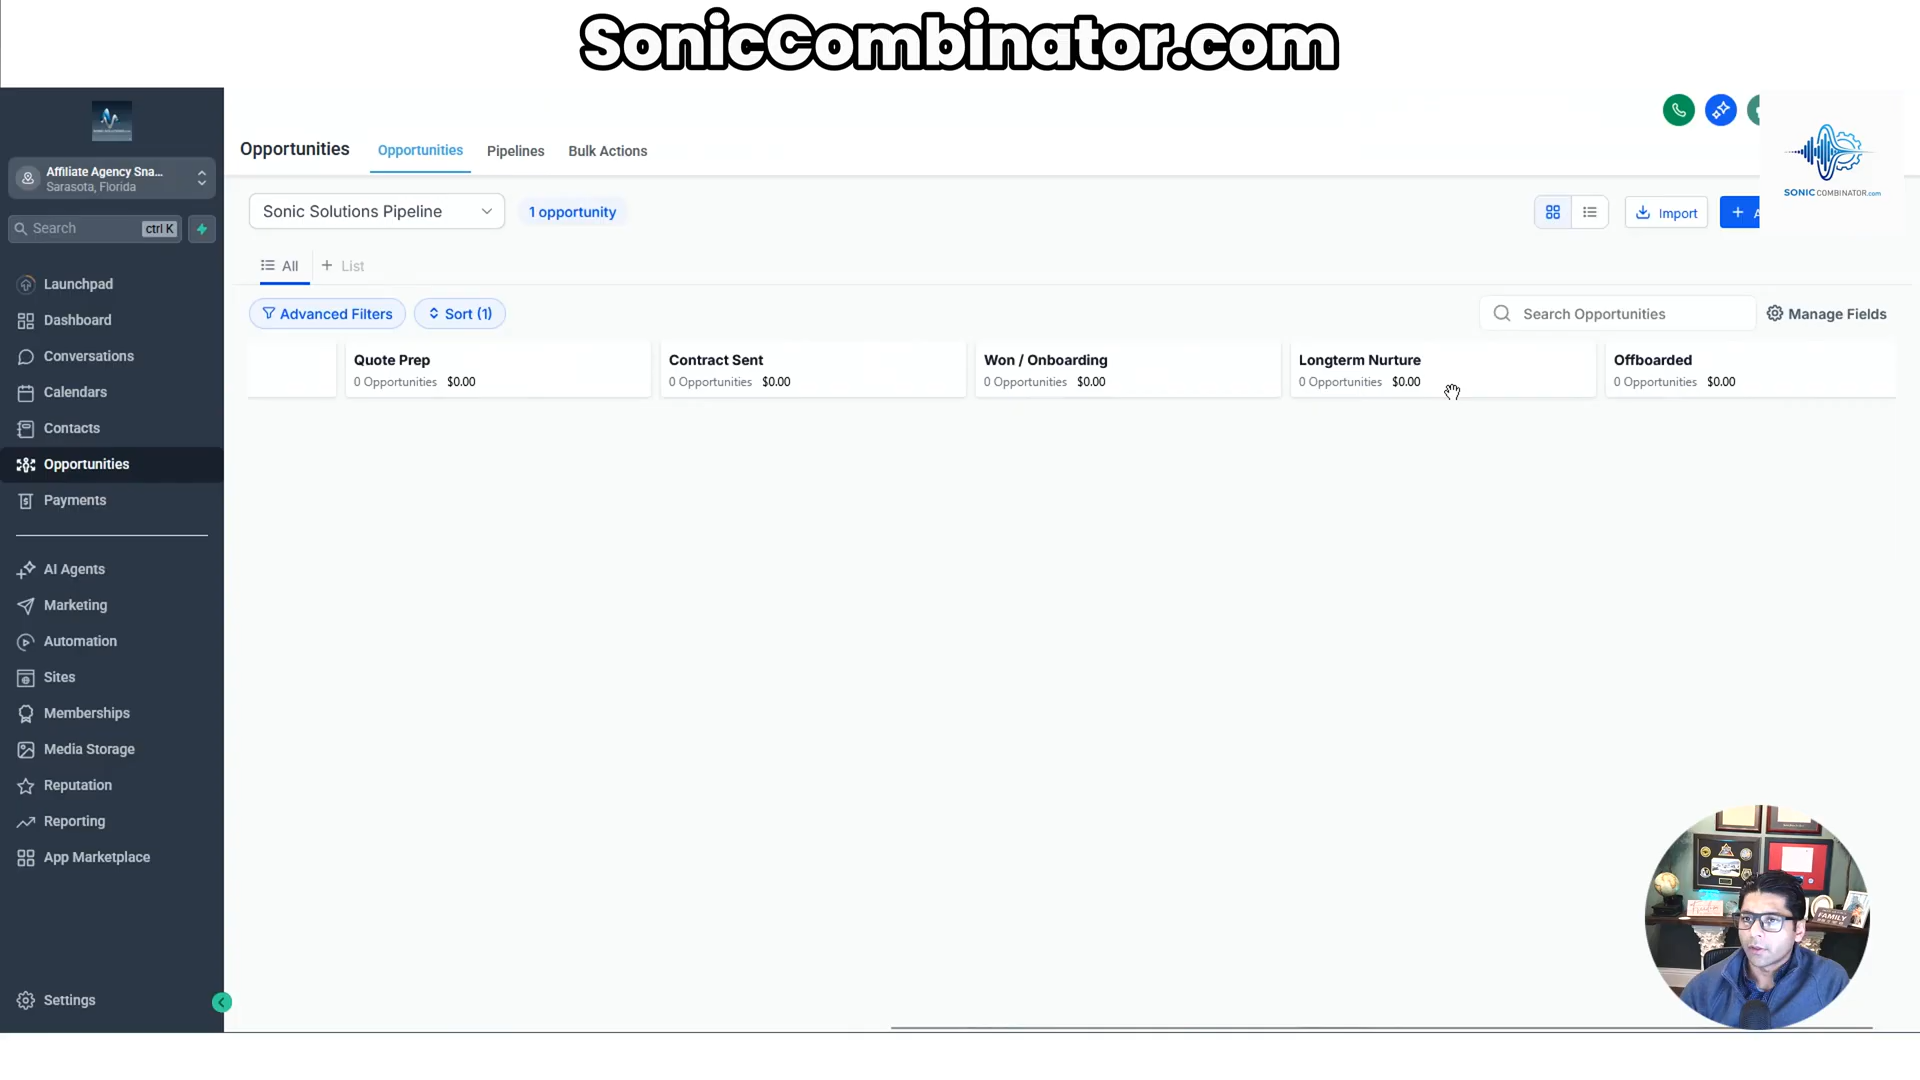 SonicCombinator.com
Affiliate Agency Sna...
Sarasota, Florida
Search
ctrl K
Launchpad
Dashboard
Conversations
Calendars
Contacts
Opportunities
Payments
AI Agents
Marketing
Automation
Sites
Memberships
Media Storage
Reputation
Reporting
App Marketplace
Settings
Opportunities
Opportunities
Pipelines
Bulk Actions
SONIC COMBINATOR.com
Sonic Solutions Pipeline
1 opportunity
Import
+ A
All
+ List
Advanced Filters
Sort (1)
Search Opportunities
Manage Fields
Quote Prep
0 Opportunities $0.00
Contract Sent
0 Opportunities $0.00
Won / Onboarding
0 Opportunities $0.00
Longterm Nurture
0 Opportunities $0.00
Offboarded
0 Opportunities $0.00
FAMILY